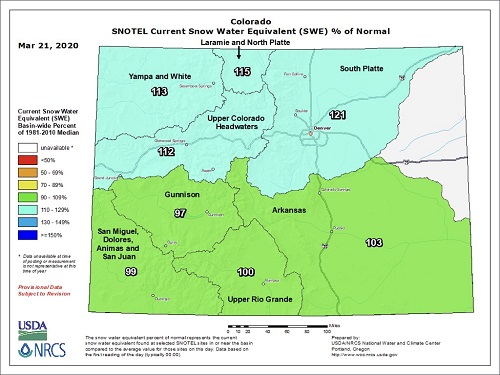 Colorado
SNOTEL Current Snow Water Equivalent (SWE) % of Normal
Mar 21, 2020
Laramie and North Platte
115
Yampa and White
113
South Platte
121
Denver
Upper Colorado
Headwaters
112
Current Snow Water
Equivalent (SWE)
Basin-wide Percent
of 1981-2010 Median
unavailable *
<50%
50 - 69%
70 - 89%
90 - 109%
110 - 129%
130 - 149%
>=150%
* Data unavailable at time
of posting or measurement
is not representative at this
time of year
Provisional Data
Subject to Revision
Gunnison
97
Arkansas
103
San Miguel,
Dolores,
Animas and
San Juan
99
100
Upper Rio Grande
Miles
USDA
NRCS
The snow water equivalent percent of normal represents the current
snow water equivalent found at selected SNOTEL sites in or near the basin
compared to the average value for those sites on this day. Data based on
the first reading of the day (typically 00:00).
Prepared by:
USDA/NRCS National Water and Climate Center
Portland, Oregon
http://www.wcc.nrcs.usda.gov